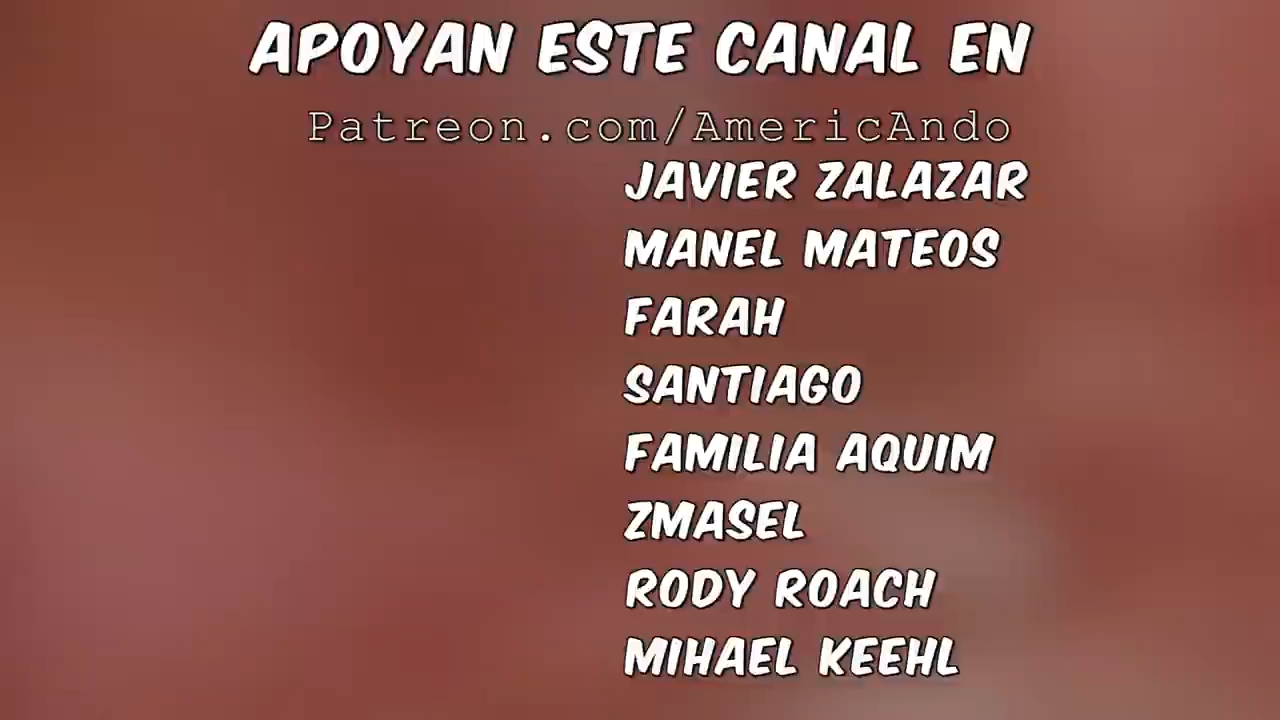 APOYAN ESTE CANAL EN
Patreon.com/AmericAndo
JAVIER ZALAZAR
MANEL MATEOS
FARAH
SANTIAGO
FAMILIA AQUIM
ZMASEL
RODY ROACH
MIHAEL KEEHL